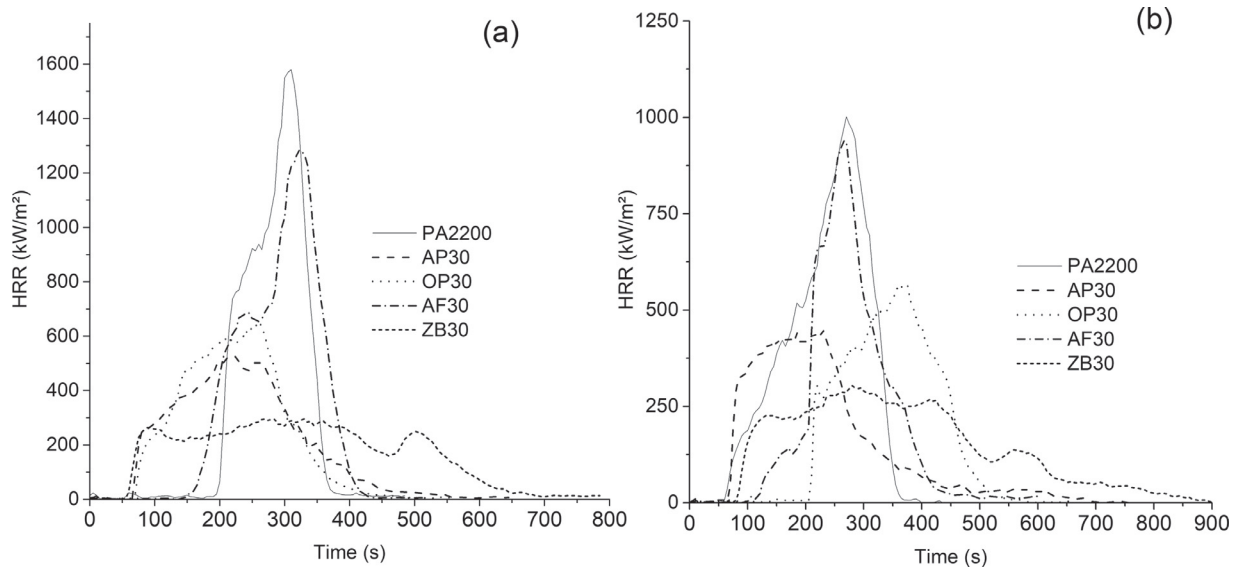 (a)
HRR (kW/m²)
1600
1400
1200
1000
800
600
400
200
0
PA2200
AP30
OP30
AF30
ZB30
0 100 200 300 400 500 600 700 800
Time (s)
(b)
HRR (kW/m²)
1250
1000
750
500
250
0
PA2200
AP30
OP30
AF30
ZB30
0 100 200 300 400 500 600 700 800 900
Time (s)